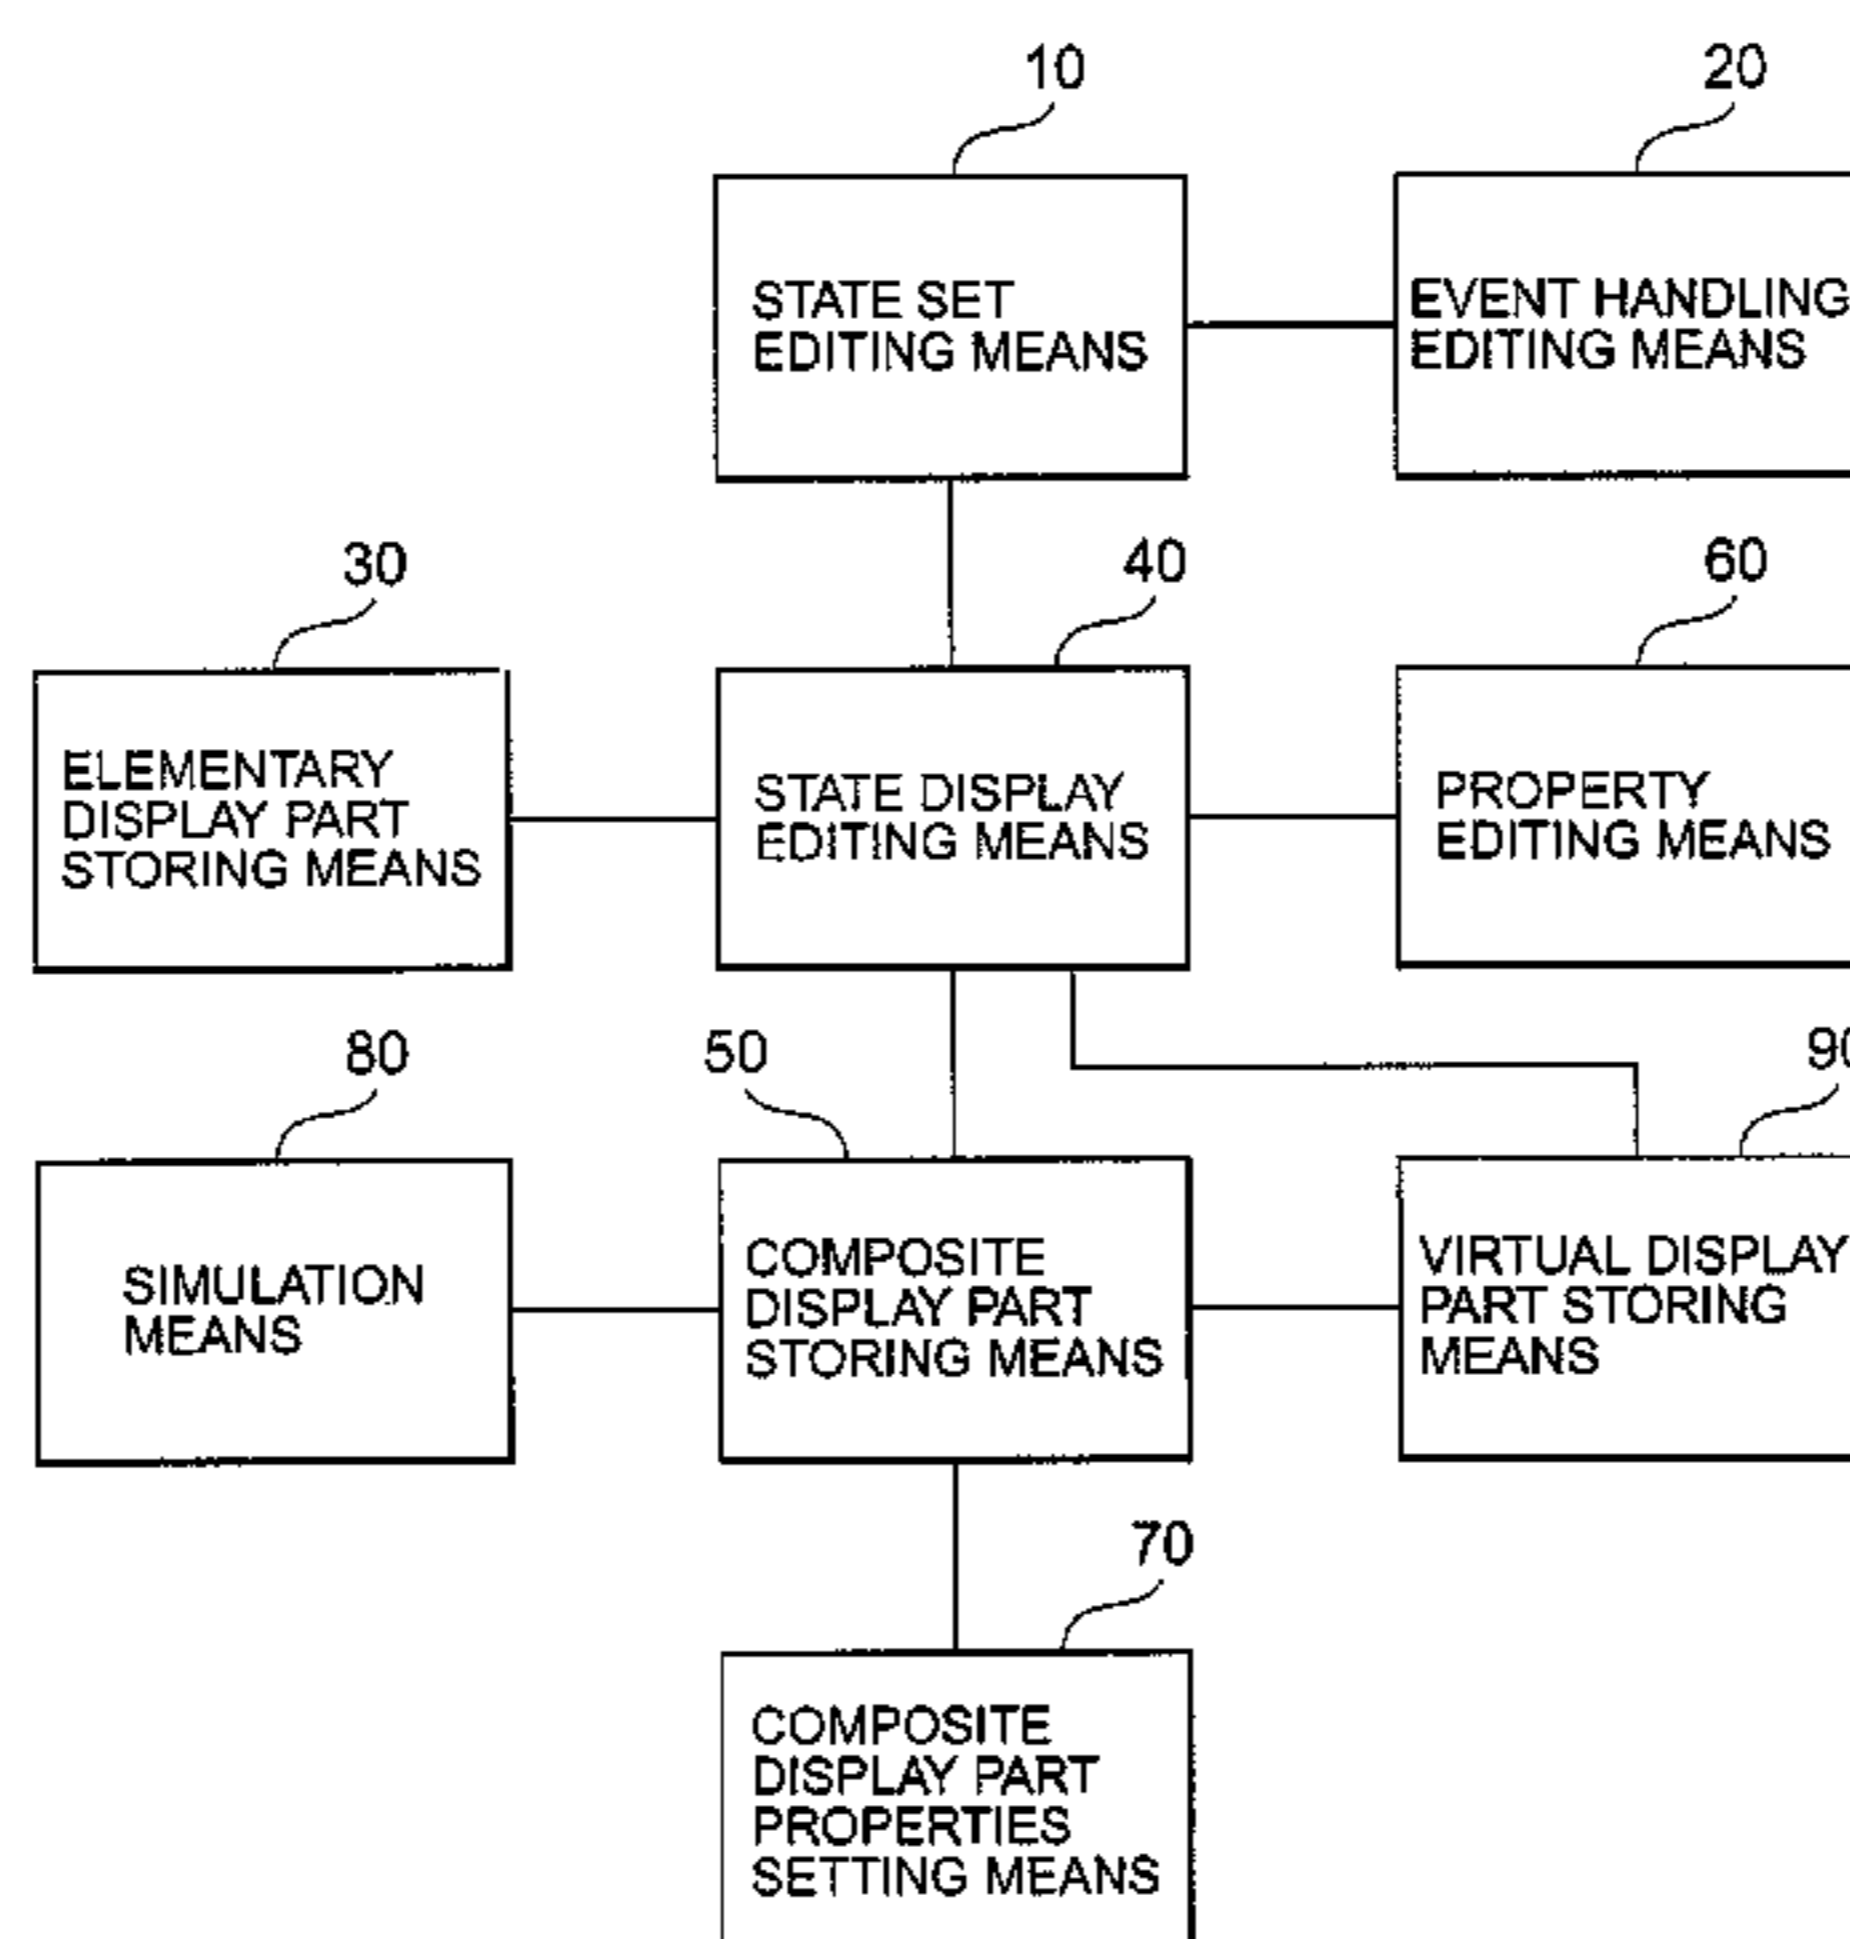 10
20
STATE SET
EDITING MEANS
EVENT HANDLING
EDITING MEANS
30
40
60
ELEMENTARY
DISPLAY PART
STORING MEANS
STATE DISPLAY
EDITING MEANS
PROPERTY
EDITING MEANS
80
50
90
SIMULATION
MEANS
COMPOSITE
DISPLAY PART
STORING MEANS
VIRTUAL DISPLAY
PART STORING
MEANS
70
COMPOSITE
DISPLAY PART
PROPERTIES
SETTING MEANS